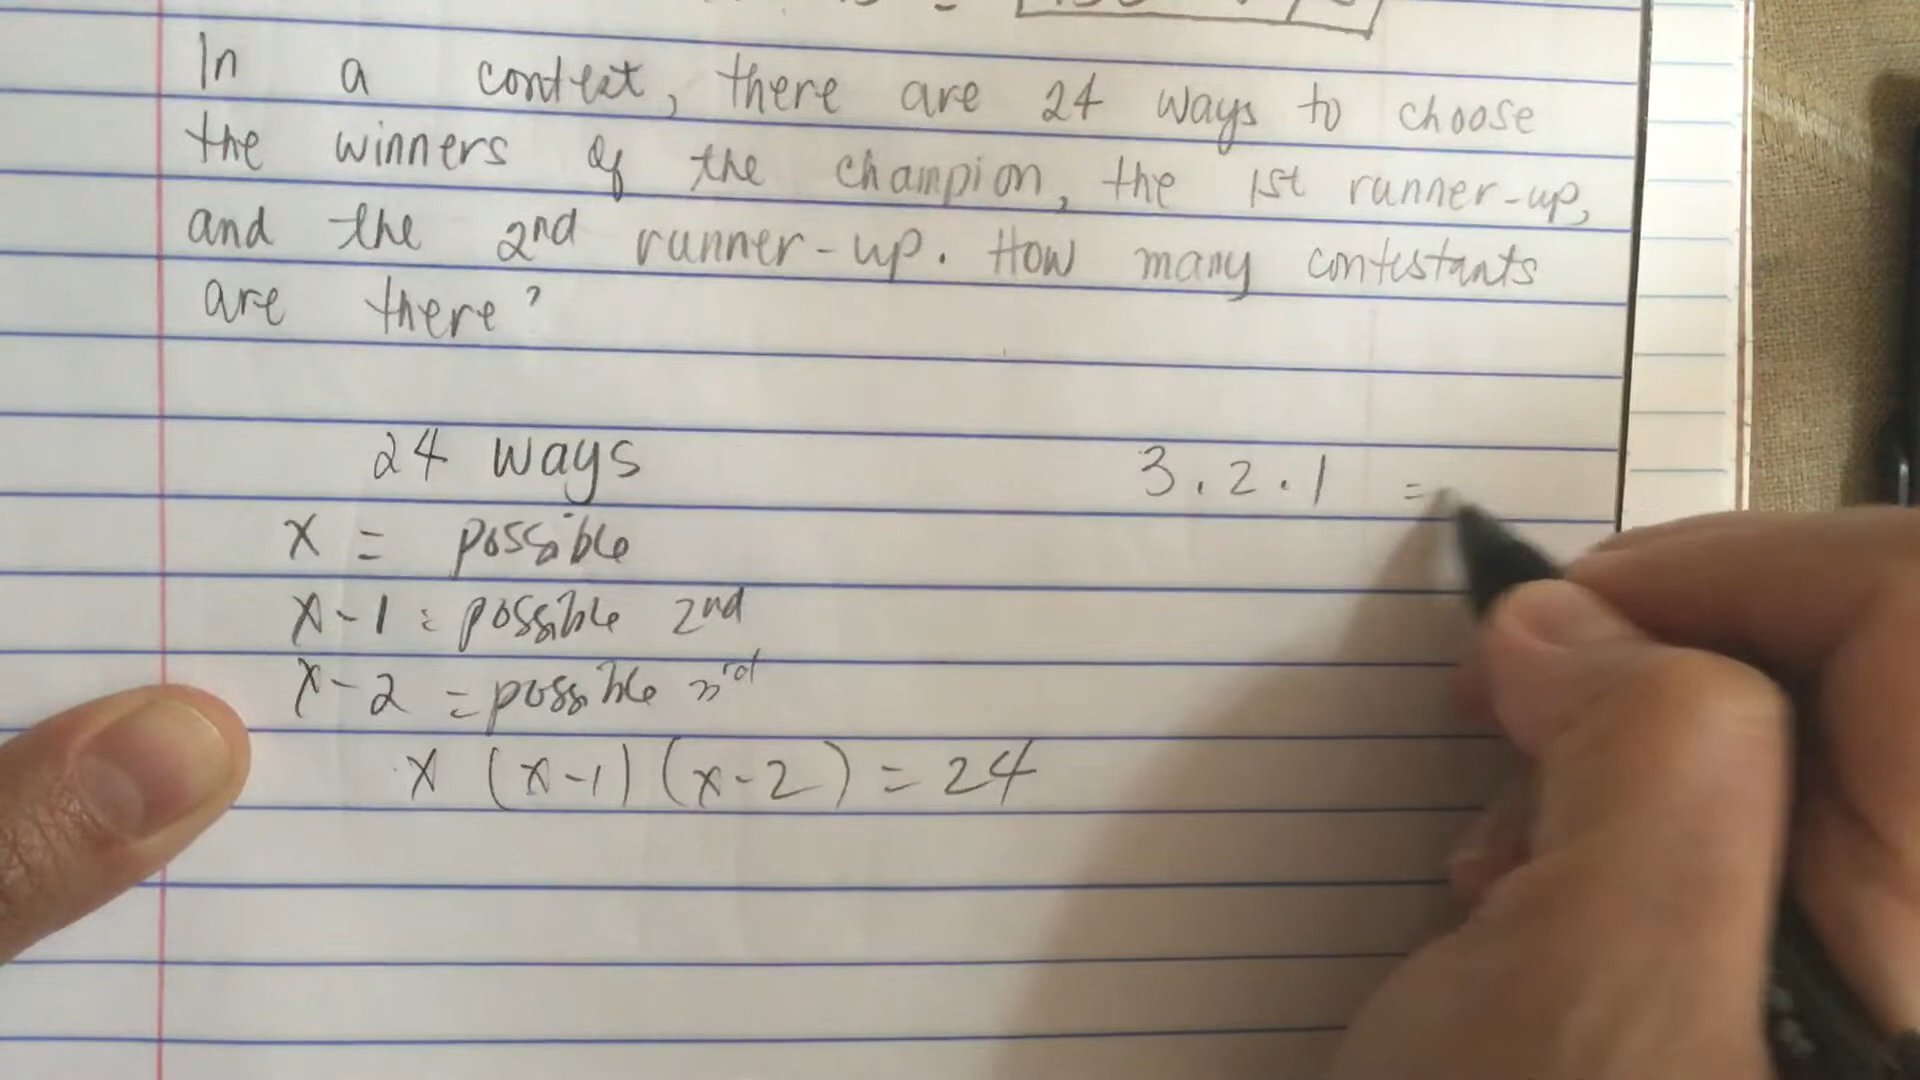 In a contest, there are 24 ways to choose
the winners of the champion, the 1st runner-up,
and the 2nd runner-up. How many contestants
are there?
24 ways
3.2.1 =
x = possible
x-1 = possible 2nd
x-2 = possible
x (x-1) (x-2) = 24